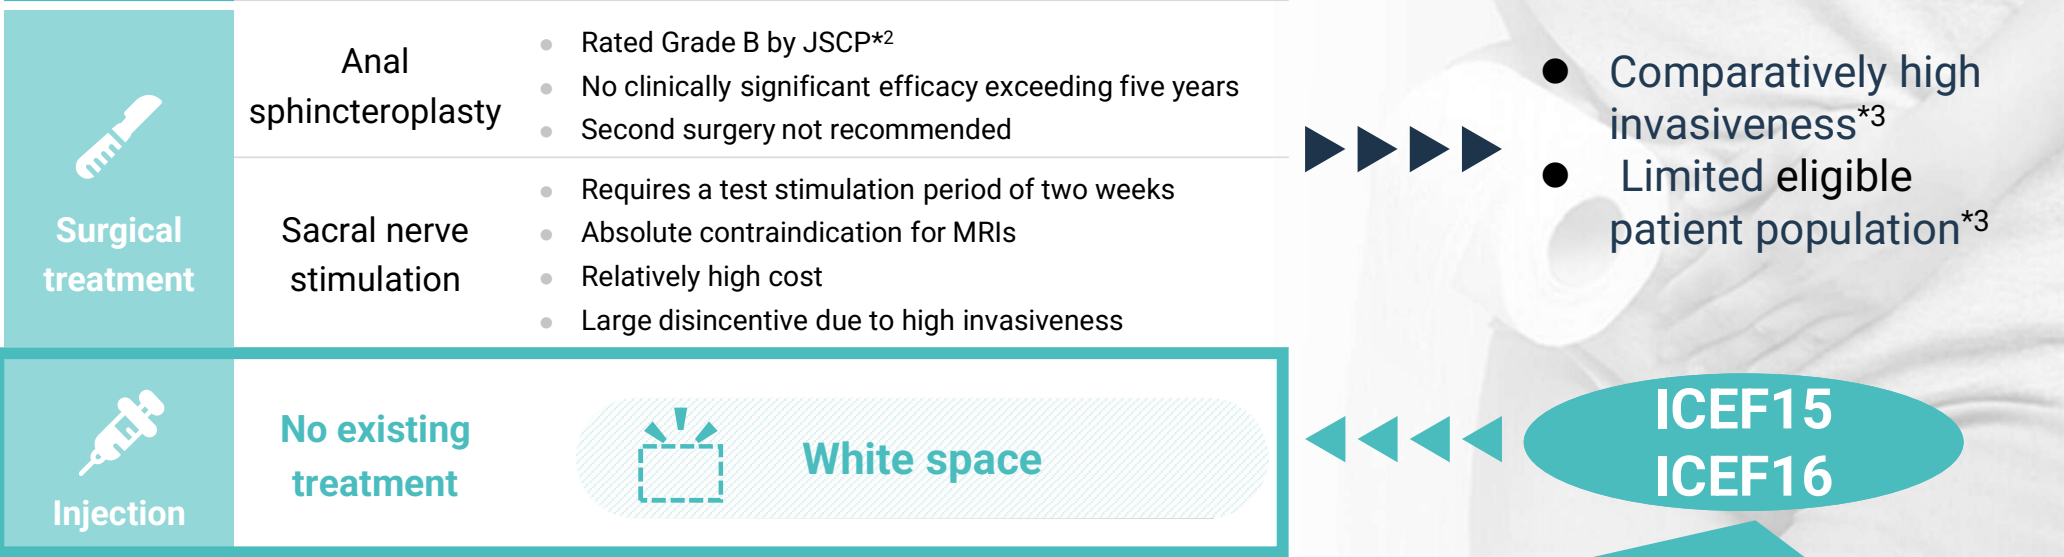 Surgical
treatment
Anal
sphincteroplasty
Rated Grade B by JSCP*2
No clinically significant efficacy exceeding five years
Second surgery not recommended
Sacral nerve
stimulation
Requires a test stimulation period of two weeks
Absolute contraindication for MRIs
Relatively high cost
Large disincentive due to high invasiveness
Comparatively high
invasiveness*3
Limited eligible
patient population*3
Injection
No existing
treatment
White space
ICEF15
ICEF16